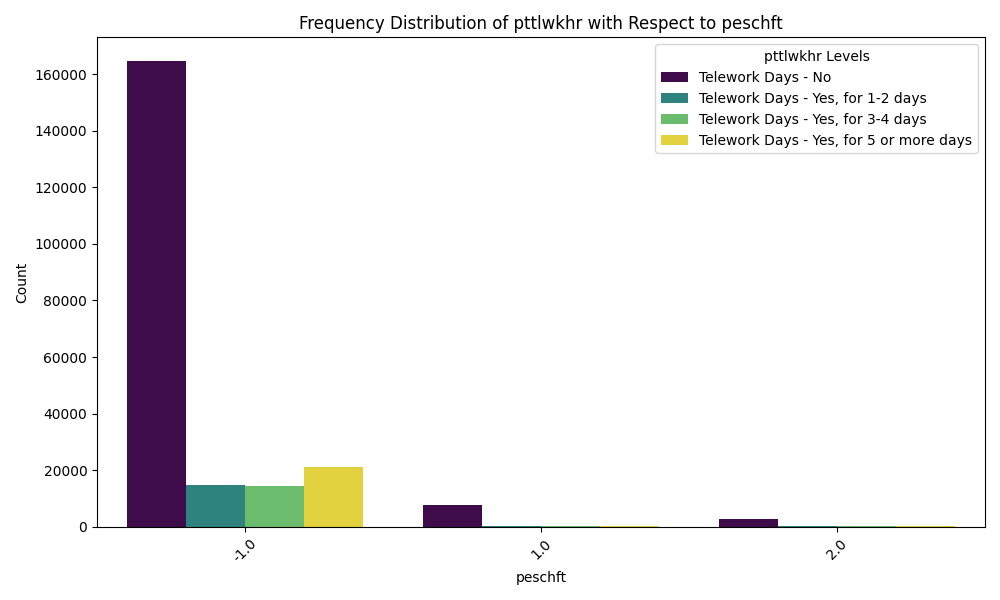 Frequency Distribution of pttlwkhr with Respect to peschft
pttlwkhr Levels
Telework Days - No
Telework Days - Yes, for 1-2 days
Telework Days - Yes, for 3-4 days
Telework Days - Yes, for 5 or more days
160000
140000
120000
100000
80000
60000
40000
20000
0
Count
-1.0
1.0
2.0
peschft